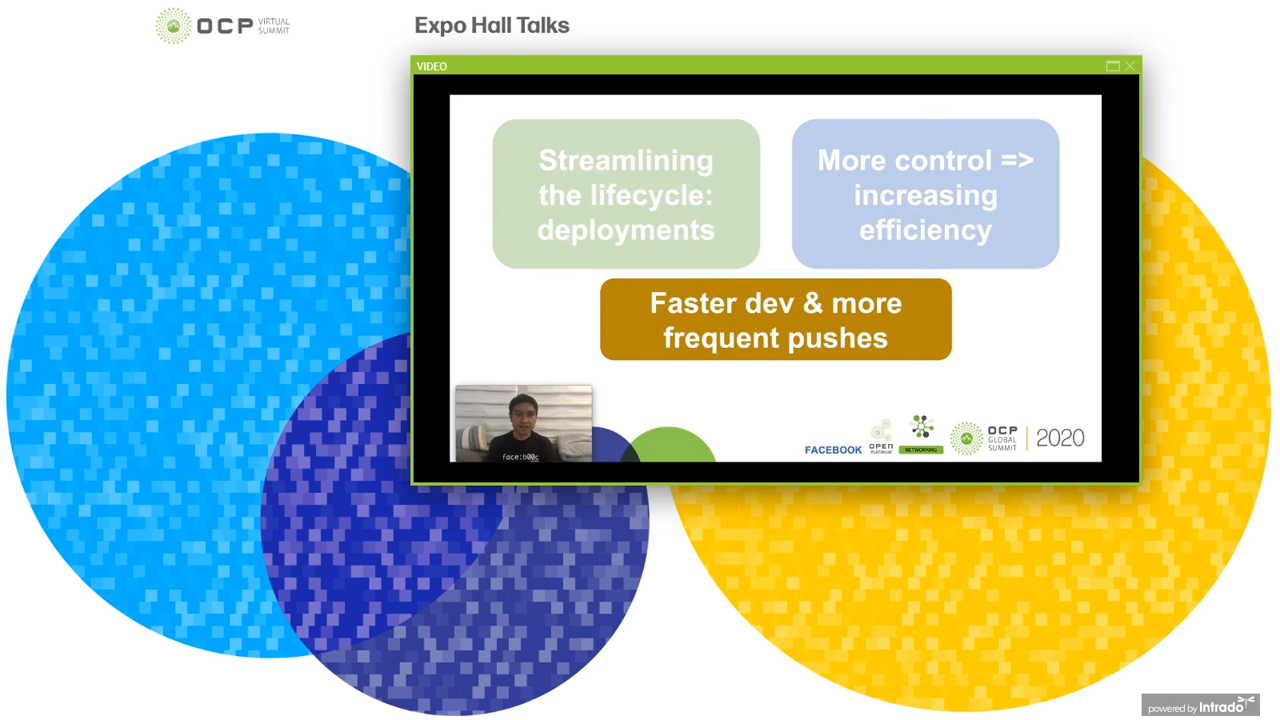 OCP VIRTUAL
SUMMIT
Expo Hall Talks
VIDEO
Streamlining
the lifecycle:
deployments
More control =>
increasing
efficiency
Faster dev & more
frequent pushes
face:b00c
FACEBOOK
OPEN
PLATINUM
NETWORKING
OCP
GLOBAL
SUMMIT
2020
powered by Intrado